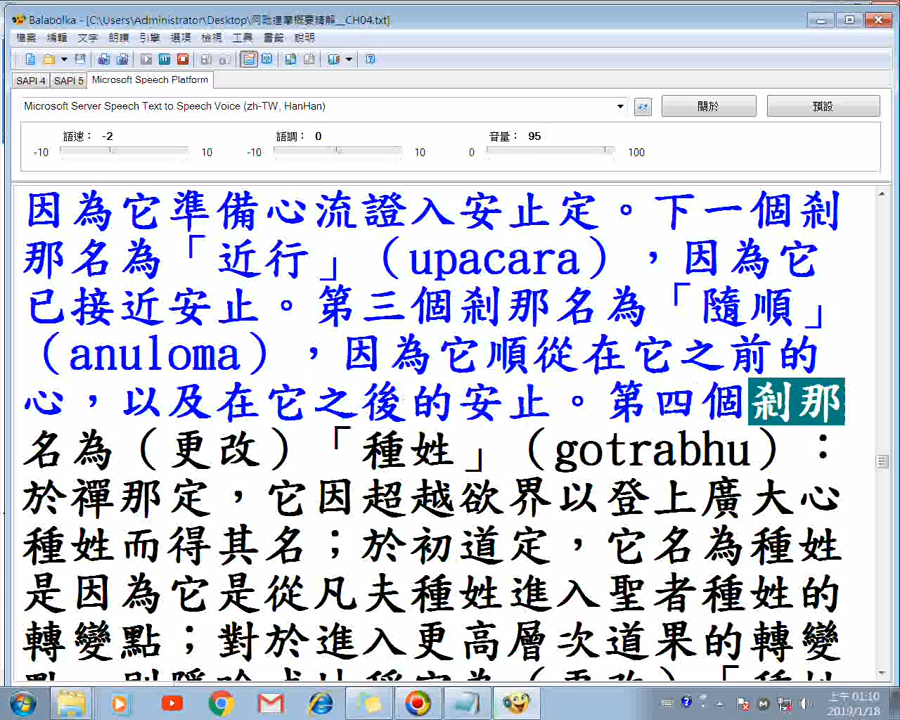 Balabolka - [C:\Users\Administrator\Desktop\阿毗達摩概要精解__CH04.txt]
檔案 編輯 文字 朗讀 引擎 選項 檢視 工具 書籤 說明
SAPI 4 SAPI 5 Microsoft Speech Platform
Microsoft Server Speech Text to Speech Voice (zh-TW, HanHan) 關於 預設
語速： -2 語調： 0 音量： 95
-10 10 -10 10 0 100
因為它準備心流證入安止定。下一個剎
那名為「近行」（upacara），因為它
已接近安止。第三個剎那名為「隨順」
（anuloma），因為它順從在它之前的
心，以及在它之後的安止。第四個剎那
名為（更改）「種姓」（gotrabhu）：
於禪那定，它因超越欲界以登上廣大心
種姓而得其名；於初道定，它名為種姓
是因為它是從凡夫種姓進入聖者種姓的
轉變點；對於進入更高層次道果的轉變
上午 01:10
2019/1/18